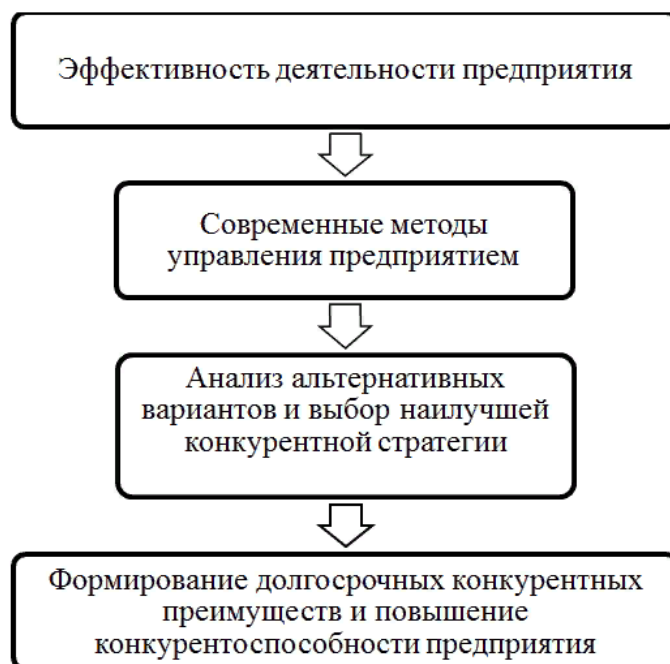 Эффективность деятельности предприятия
Современные методы
управления предприятием
Анализ альтернативных
вариантов и выбор наилучшей
конкурентной стратегии
Формирование долгосрочных конкурентных
преимуществ и повышение
конкурентоспособности предприятия